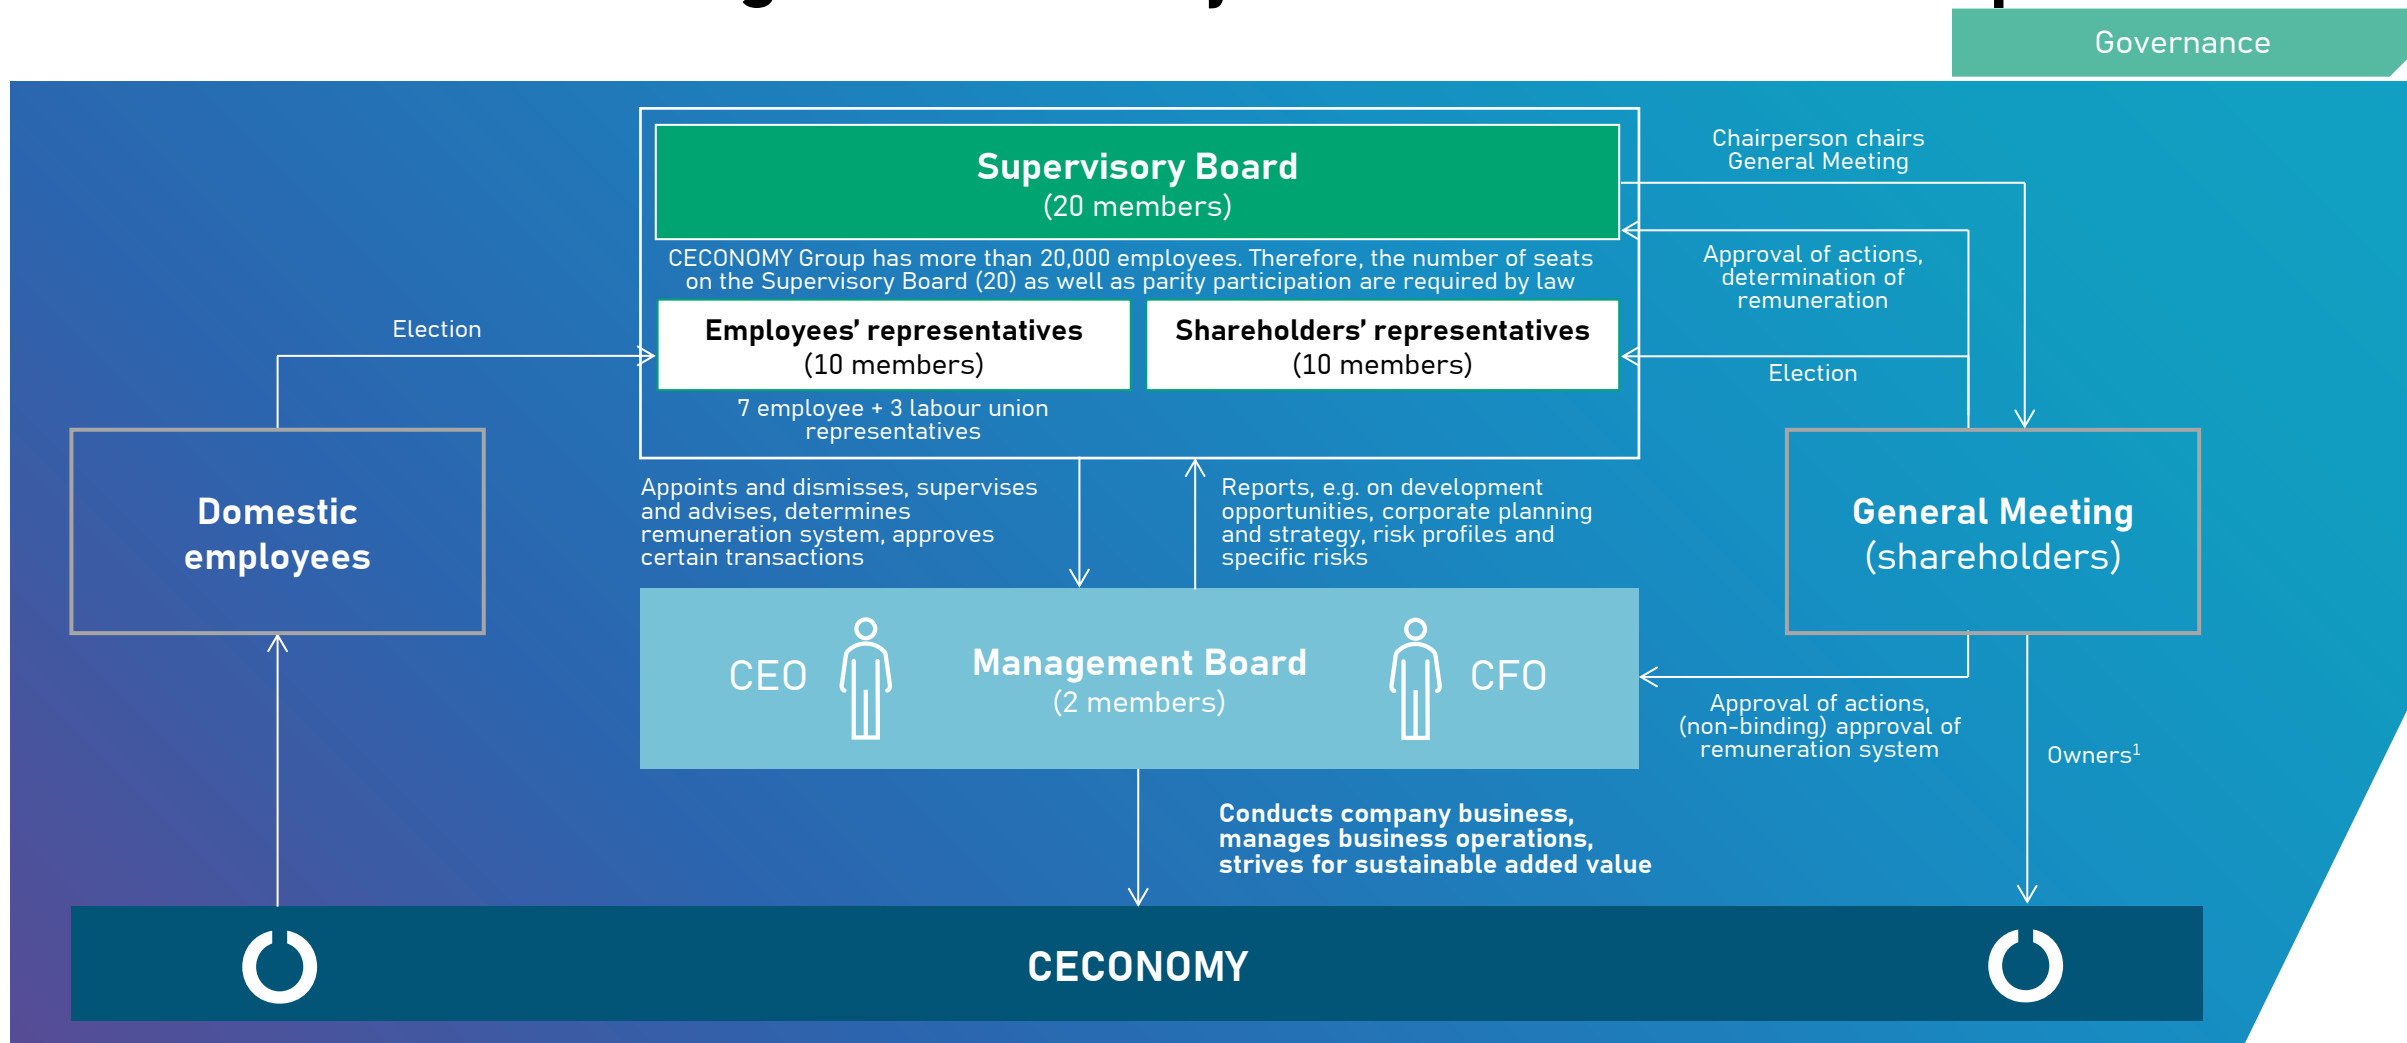 Governance
Supervisory Board
(20 members)
CECONOMY Group has more than 20,000 employees. Therefore, the number of seats
on the Supervisory Board (20) as well as parity participation are required by law
Employees’ representatives
(10 members)
7 employee + 3 labour union
representatives
Shareholders’ representatives
(10 members)
Chairperson chairs
General Meeting
Approval of actions,
determination of
remuneration
Election
Election
Domestic
employees
General Meeting
(shareholders)
Appoints and dismisses, supervises
and advises, determines
remuneration system, approves
certain transactions
Reports, e.g. on development
opportunities, corporate planning
and strategy, risk profiles and
specific risks
CEO
Management Board
(2 members)
CFO
Approval of actions,
(non-binding) approval of
remuneration system
Owners¹
Conducts company business,
manages business operations,
strives for sustainable added value
CECONOMY